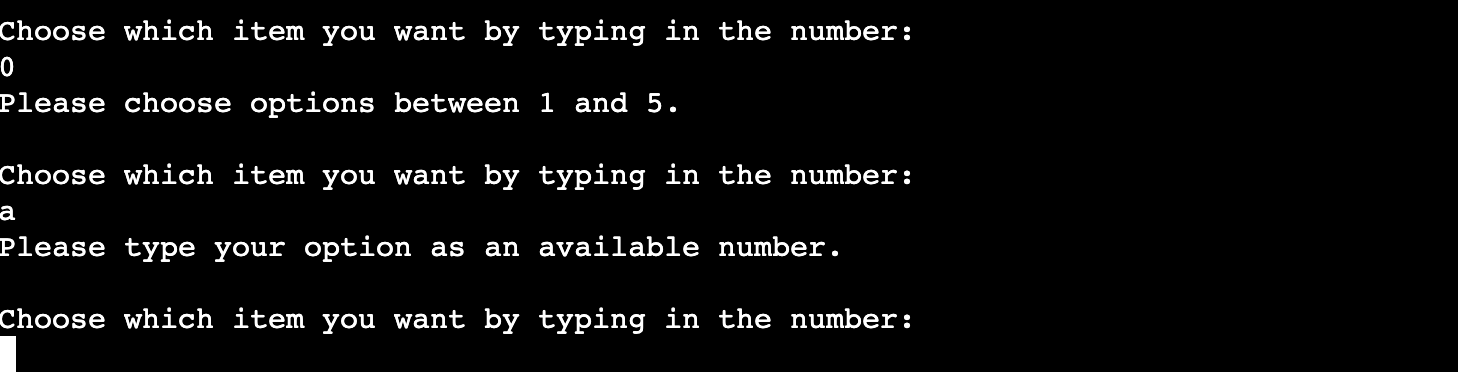 Choose which item you want by typing in the number:
0
Please choose options between 1 and 5.
Choose which item you want by typing in the number:
a
Please type your option as an available number.
Choose which item you want by typing in the number: